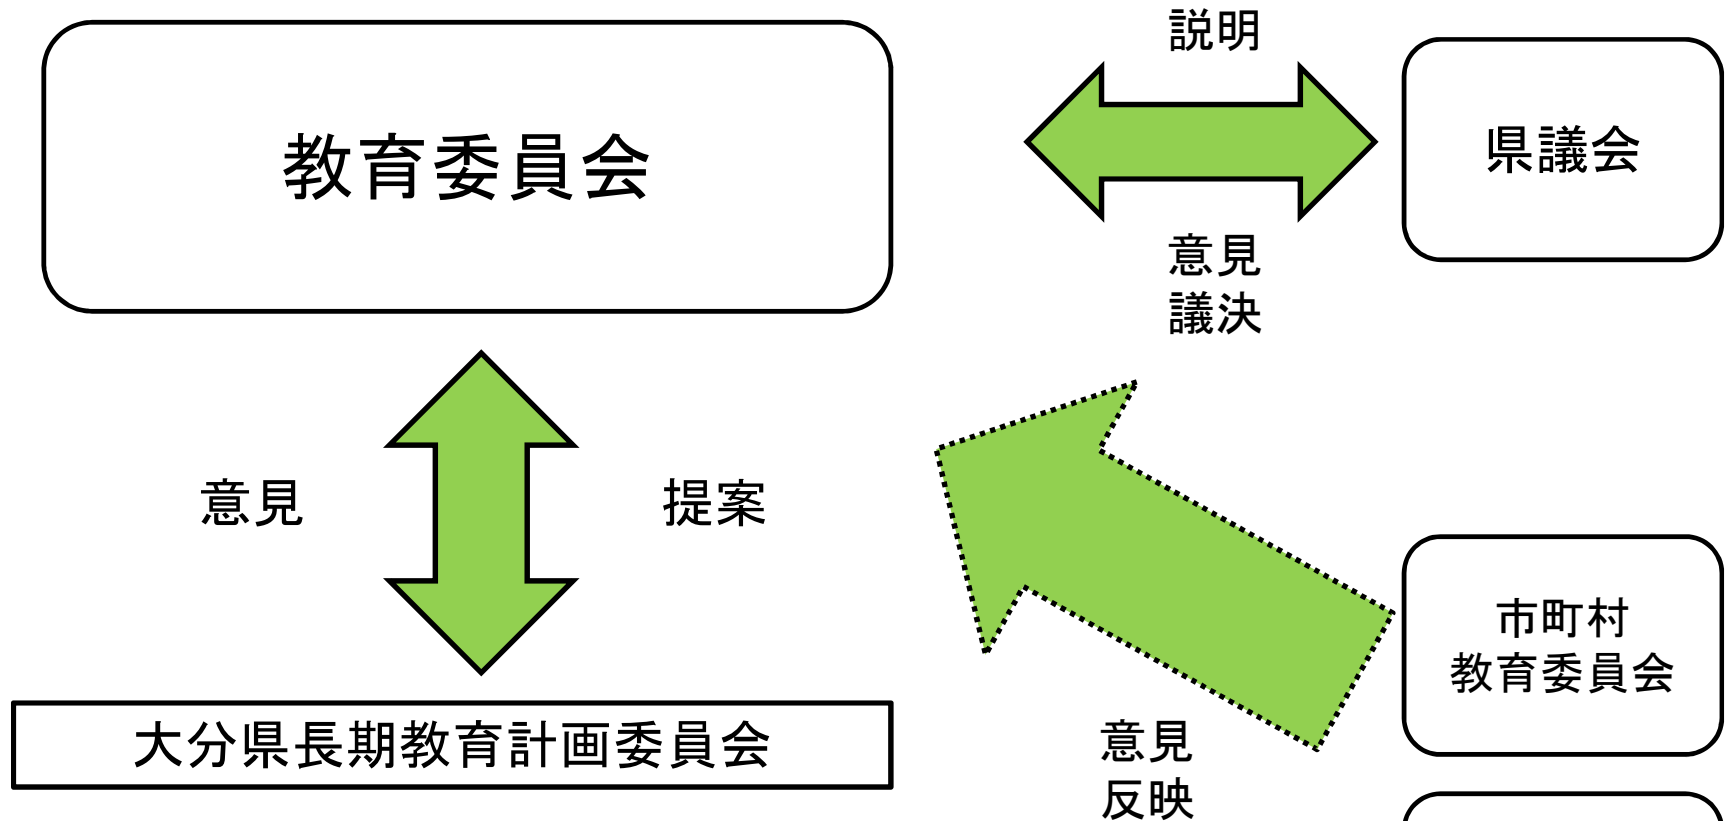 説明
教育委員会
県議会
意見
議決
意見
提案
市町村
教育委員会
大分県長期教育計画委員会
意見
反映